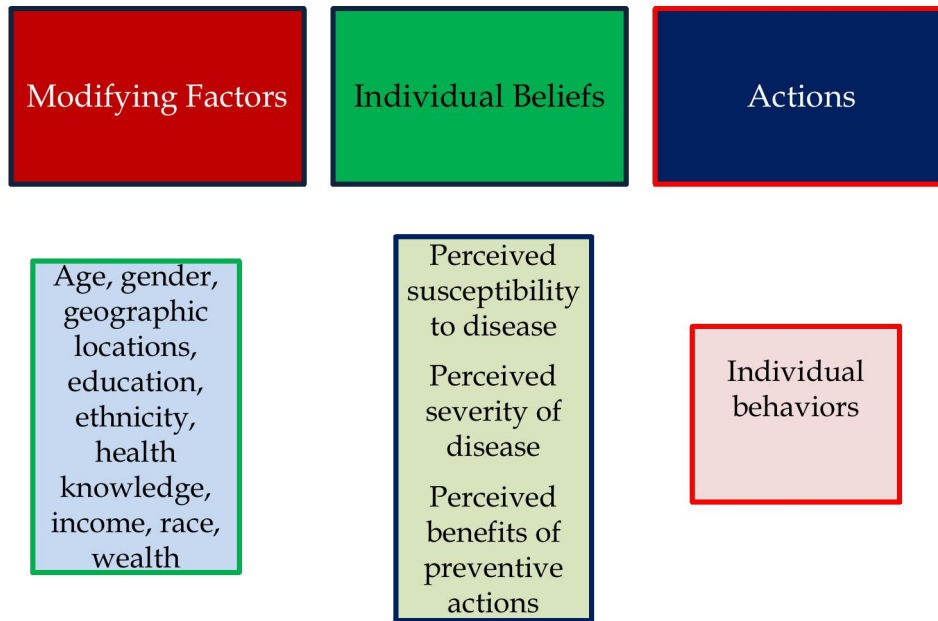 Modifying Factors
Individual Beliefs
Actions
Age, gender,
geographic
locations,
education,
ethnicity,
health
knowledge,
income, race,
wealth
Perceived
susceptibility
to disease
Perceived
severity of
disease
Perceived
benefits of
preventive
actions
Individual
behaviors